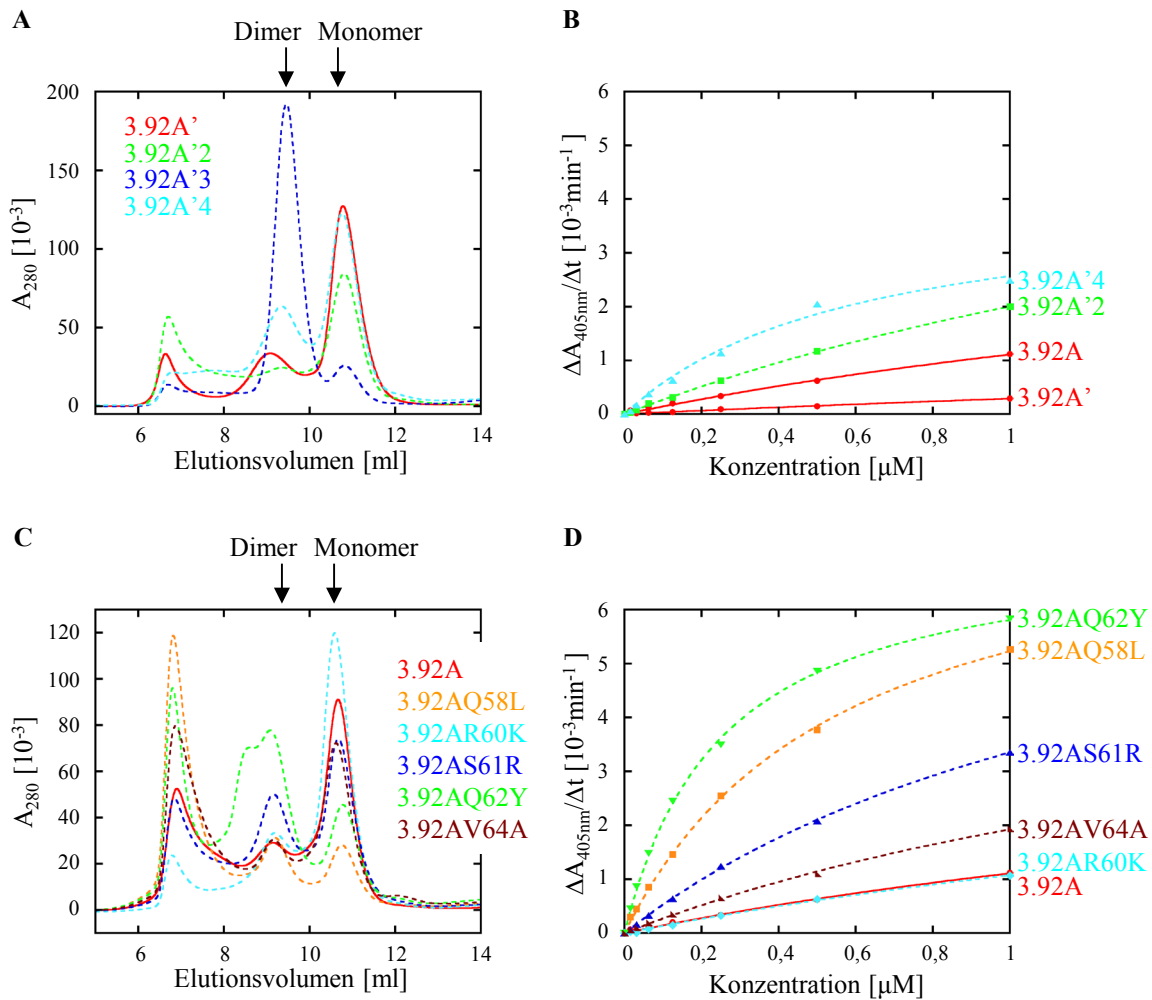 A
Dimer Monomer
200
150
100
50
0
6 8 10 12 14
A280 [10-3]
Elutionsvolumen [ml]
3.92A'
3.92A'2
3.92A'3
3.92A'4
B
6
5
4
3
2
1
0
0 0,2 0,4 0,6 0,8 1
ΔA405nm/Δt [10-3min-1 ]
Konzentration [µM]
3.92A'4
3.92A'2
3.92A
3.92A'
C
Dimer Monomer
120
100
80
60
40
20
0
6 8 10 12 14
A280 [10-3]
Elutionsvolumen [ml]
3.92A
3.92AQ58L
3.92AR60K
3.92AS61R
3.92AQ62Y
3.92AV64A
D
6
5
4
3
2
1
0
0 0,2 0,4 0,6 0,8 1
ΔA405nm/Δt [10-3min-1 ]
Konzentration [µM]
3.92AQ62Y
3.92AQ58L
3.92AS61R
3.92AV64A
3.92AR60K
3.92A